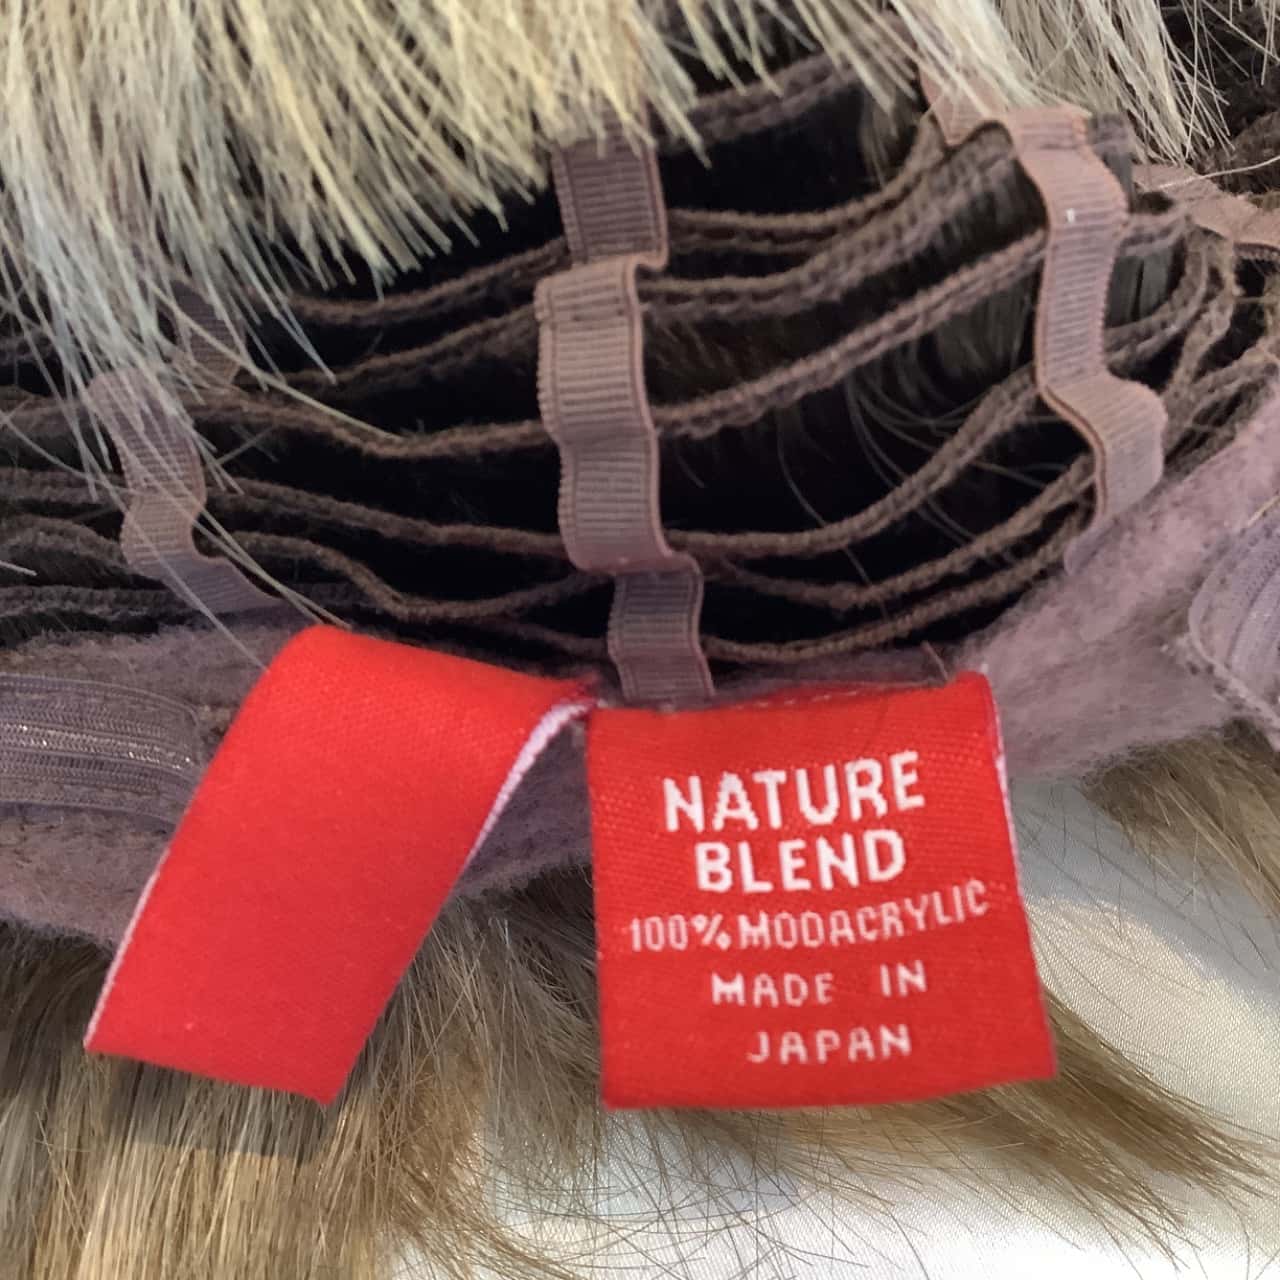 NATURE
BLEND
100% MODACRYLIC
MADE IN
JAPAN